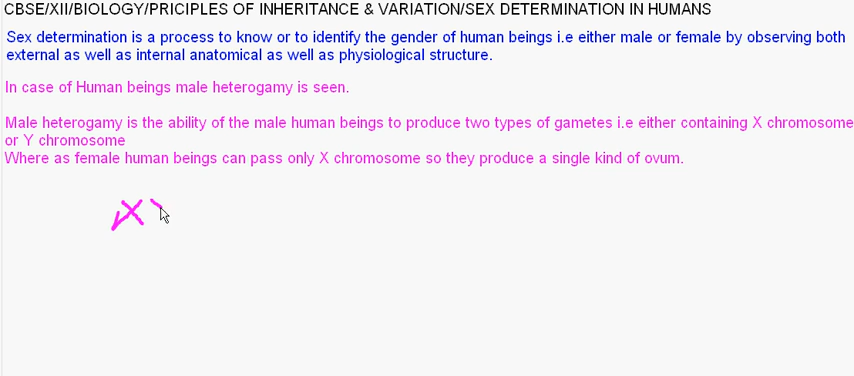 CBSE/XII/BIOLOGY/PRICIPLES OF INHERITANCE & VARIATION/SEX DETERMINATION IN HUMANS
Sex determination is a process to know or to identify the gender of human beings i.e either male or female by observing both
external as well as internal anatomical as well as physiological structure.
In case of Human beings male heterogamy is seen.
Male heterogamy is the ability of the male human beings to produce two types of gametes i.e either containing X chromosome
or Y chromosome
Where as female human beings can pass only X chromosome so they produce a single kind of ovum.
X